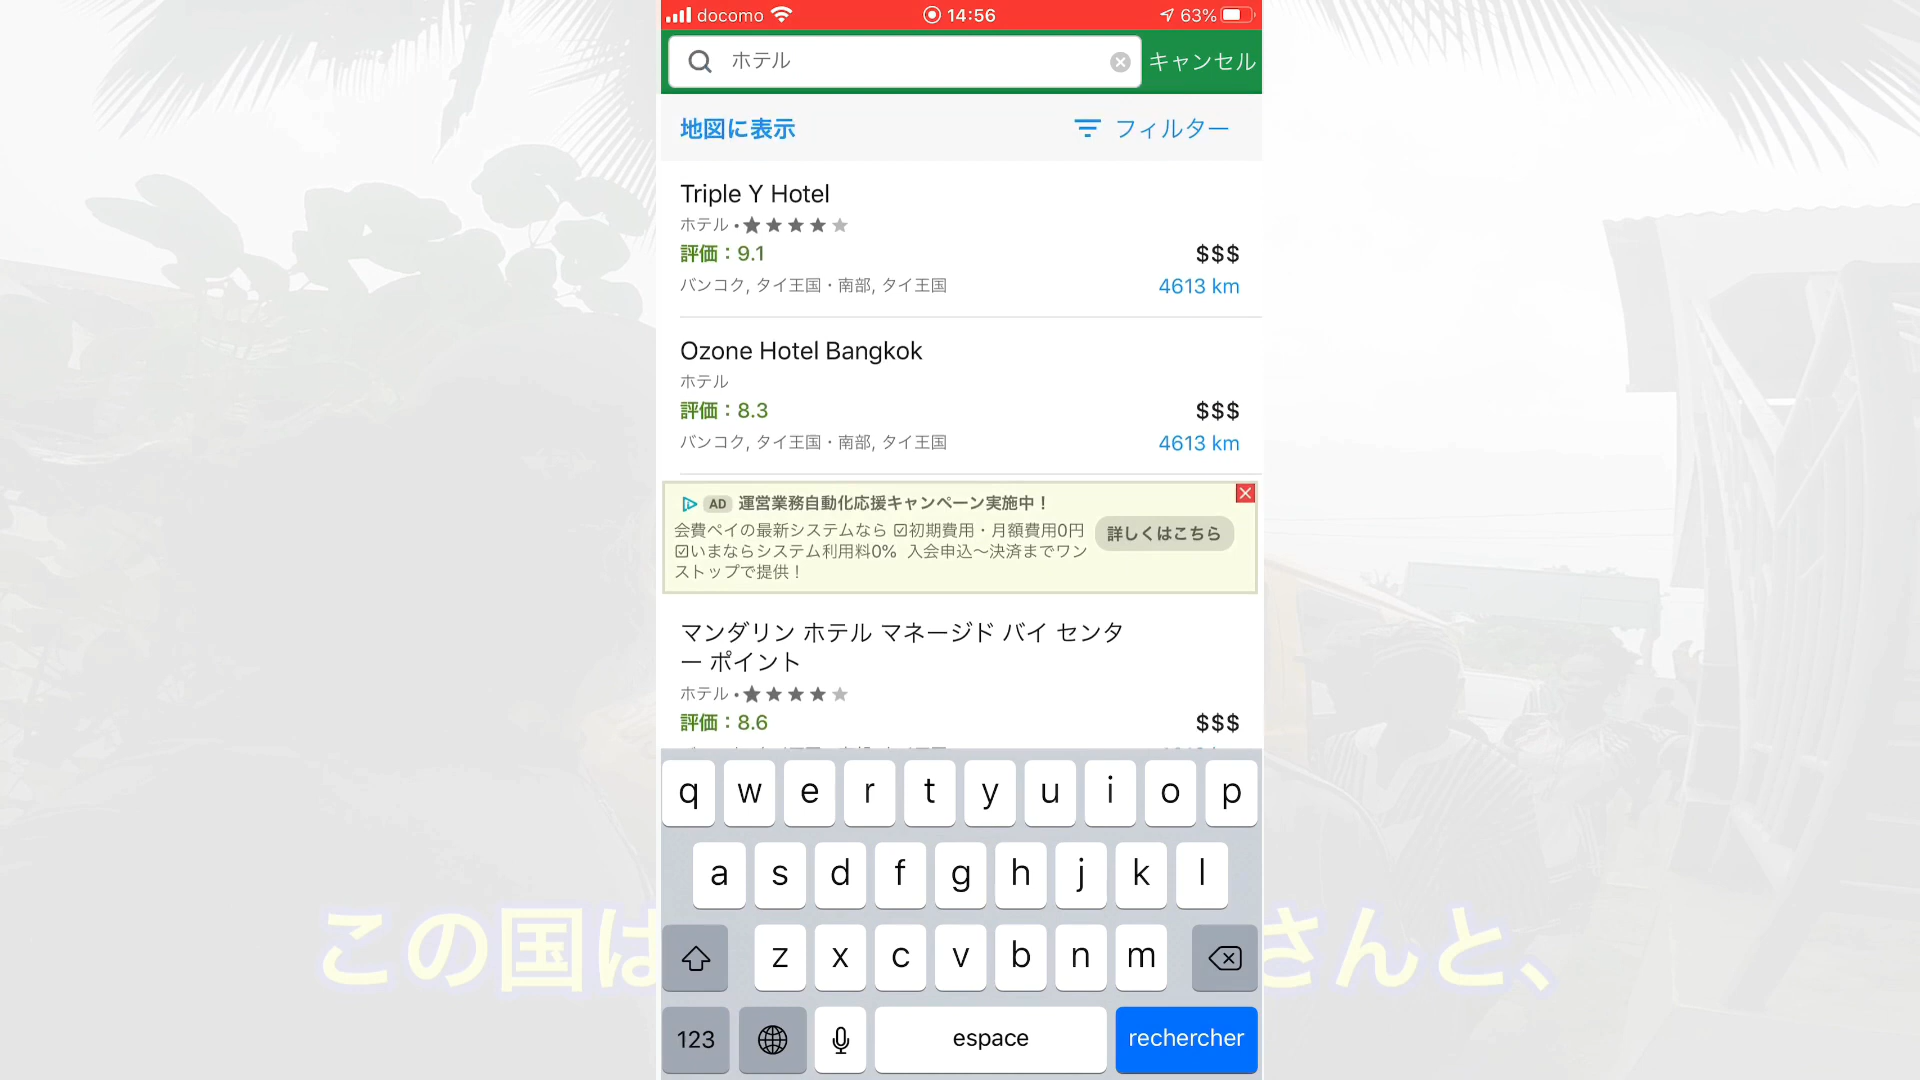 docomo 14:56 63%
ホテル キャンセル
地図に表示 フィルター
Triple Y Hotel
ホテル •★★★★★
評価：9.1 $$$
バンコク, タイ王国・南部, タイ王国 4613 km
Ozone Hotel Bangkok
ホテル
評価：8.3 $$$
バンコク, タイ王国・南部, タイ王国 4613 km
AD 運営業務自動化応援キャンペーン実施中！
会費ペイの最新システムなら ☑初期費用・月額費用0円
☑いまならシステム利用料0% 入会申込〜決済までワン
ストップで提供！
詳しくはこちら
マンダリン ホテル マネージド バイ センタ
ー ポイント
ホテル •★★★★★
評価：8.6 $$$
q w e r t y u i o p
a s d f g h j k l
z x c v b n m
123 espace rechercher
この国は さんと、